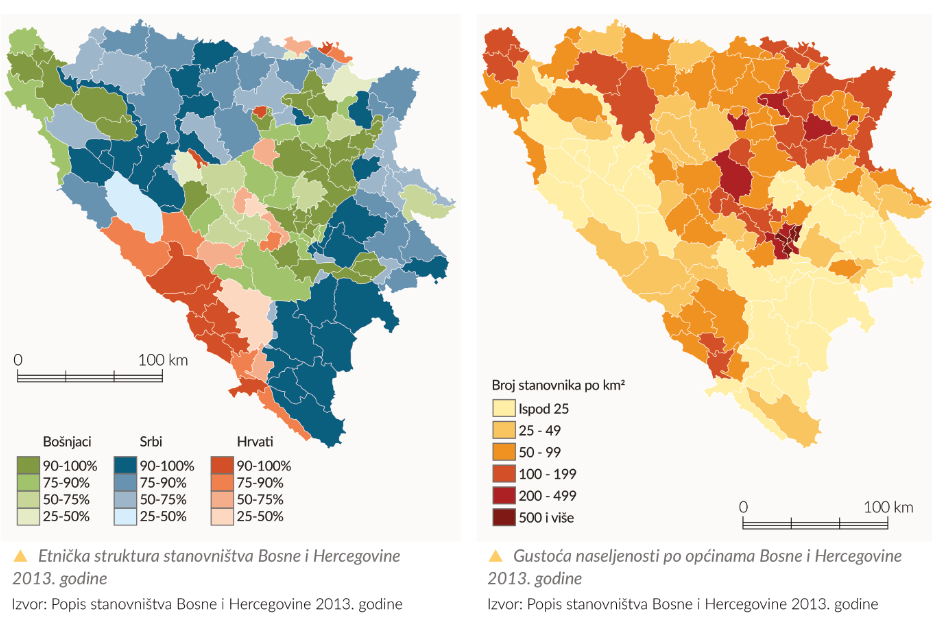 0 100 km
Bošnjaci Srbi Hrvati
90-100% 90-100% 90-100%
75-90% 75-90% 75-90%
50-75% 50-75% 50-75%
25-50% 25-50% 25-50%
Etnička struktura stanovništva Bosne i Hercegovine
2013. godine
Izvor: Popis stanovništva Bosne i Hercegovine 2013. godine
Broj stanovnika po km²
Ispod 25
25 - 49
50 - 99
100 - 199
200 - 499
500 i više
0 100 km
Gustoća naseljenosti po općinama Bosne i Hercegovine
2013. godine
Izvor: Popis stanovništva Bosne i Hercegovine 2013. godine